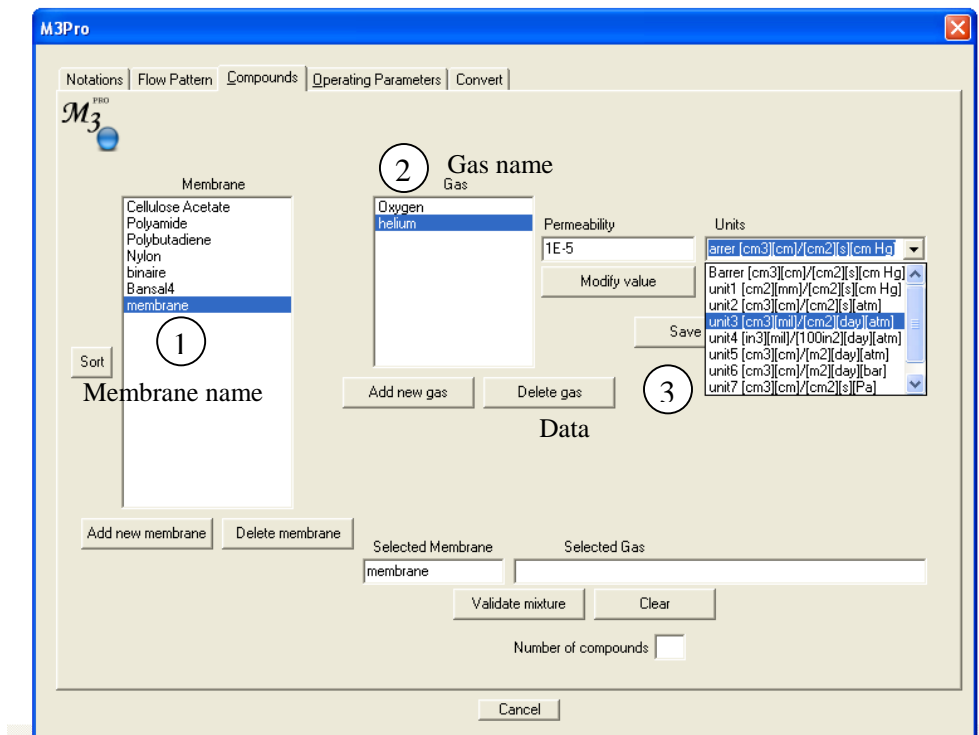 M3Pro
Notations Flow Pattern Compounds Operating Parameters Convert
M3 PRO
2 Gas name
Membrane Gas
Cellulose Acetate
Polyamide
Polybutadiene
Nylon
binaire
Bansal4
membrane
Oxygen
helium
Permeability Units
1E-5 arrer [cm3][cm]/[cm2][s][cm Hg]
Modify value
Barrer [cm3][cm]/[cm2][s][cm Hg]
unit1 [cm2][mm]/[cm2][s][cm Hg]
unit2 [cm3][cm]/[cm2][s][atm]
unit3 [cm3][mil]/[cm2][day][atm]
unit4 [in3][mil]/[100in2][day][atm]
unit5 [cm3][cm]/[m2][day][atm]
unit6 [cm3][cm]/[m2][day][bar]
unit7 [cm3][cm]/[cm2][s][Pa]
Save
1
Sort
Membrane name
Add new gas Delete gas
3
Data
Add new membrane Delete membrane
Selected Membrane Selected Gas
membrane
Validate mixture Clear
Number of compounds
Cancel